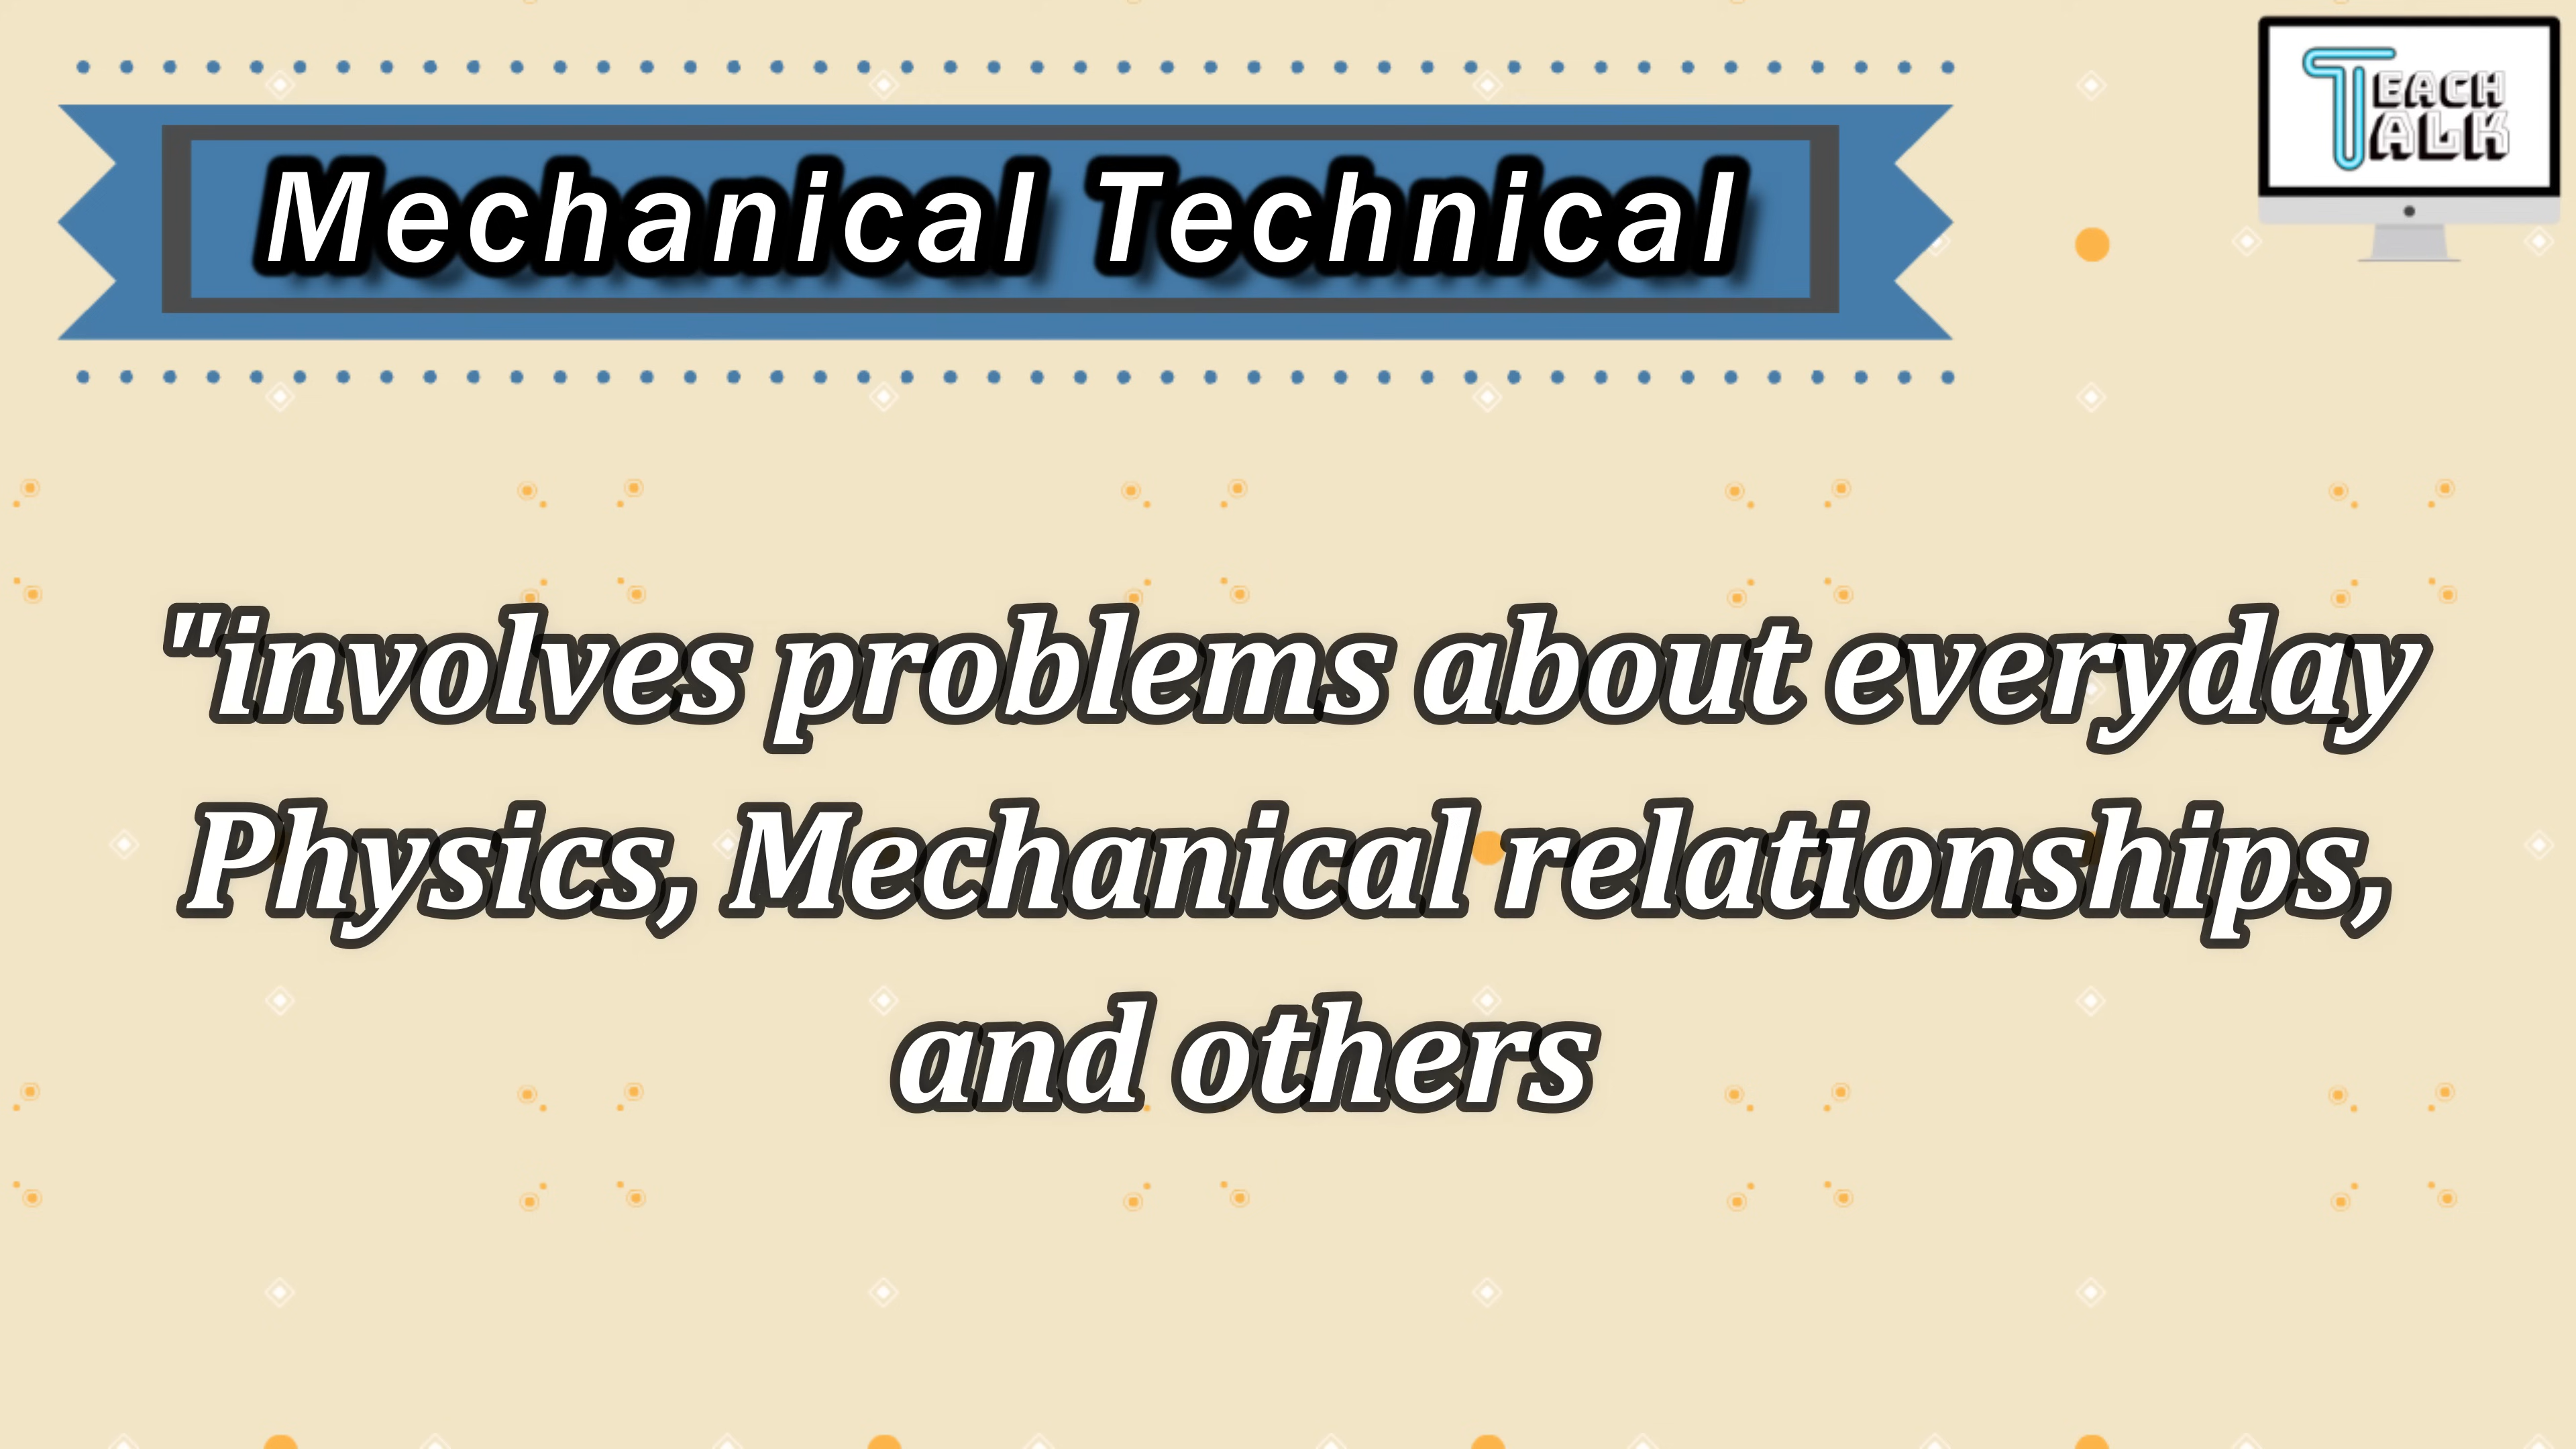 TEACH
TALK
Mechanical Technical
"involves problems about everyday
Physics, Mechanical relationships,
and others